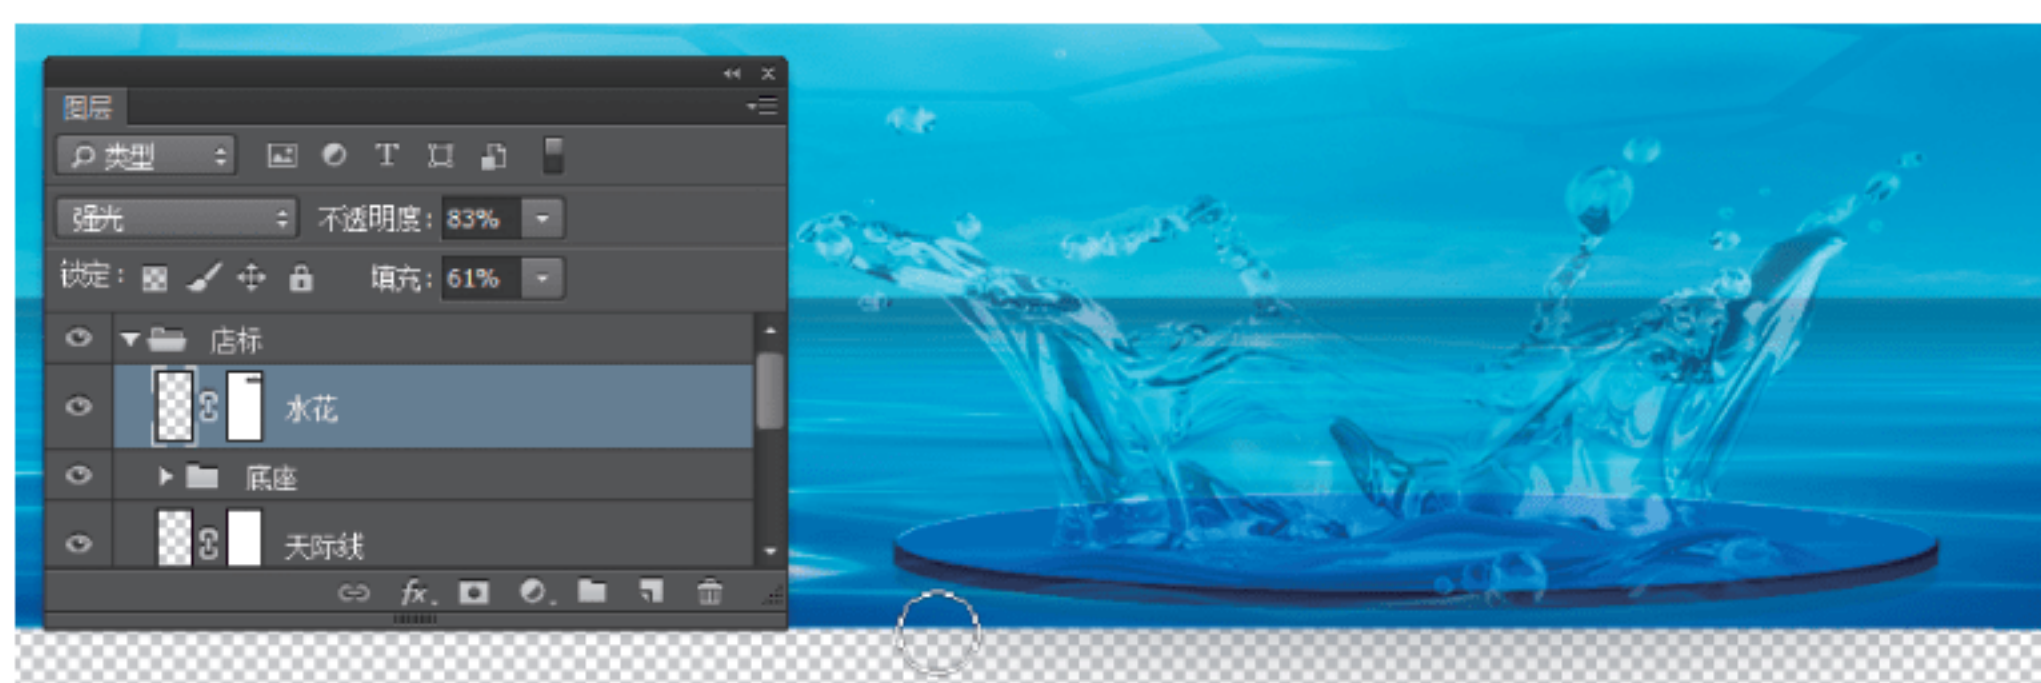 图层
类型 T
强光 不透明度: 83%
锁定: 填充: 61%
店标
水花
底座
天际线
fx.